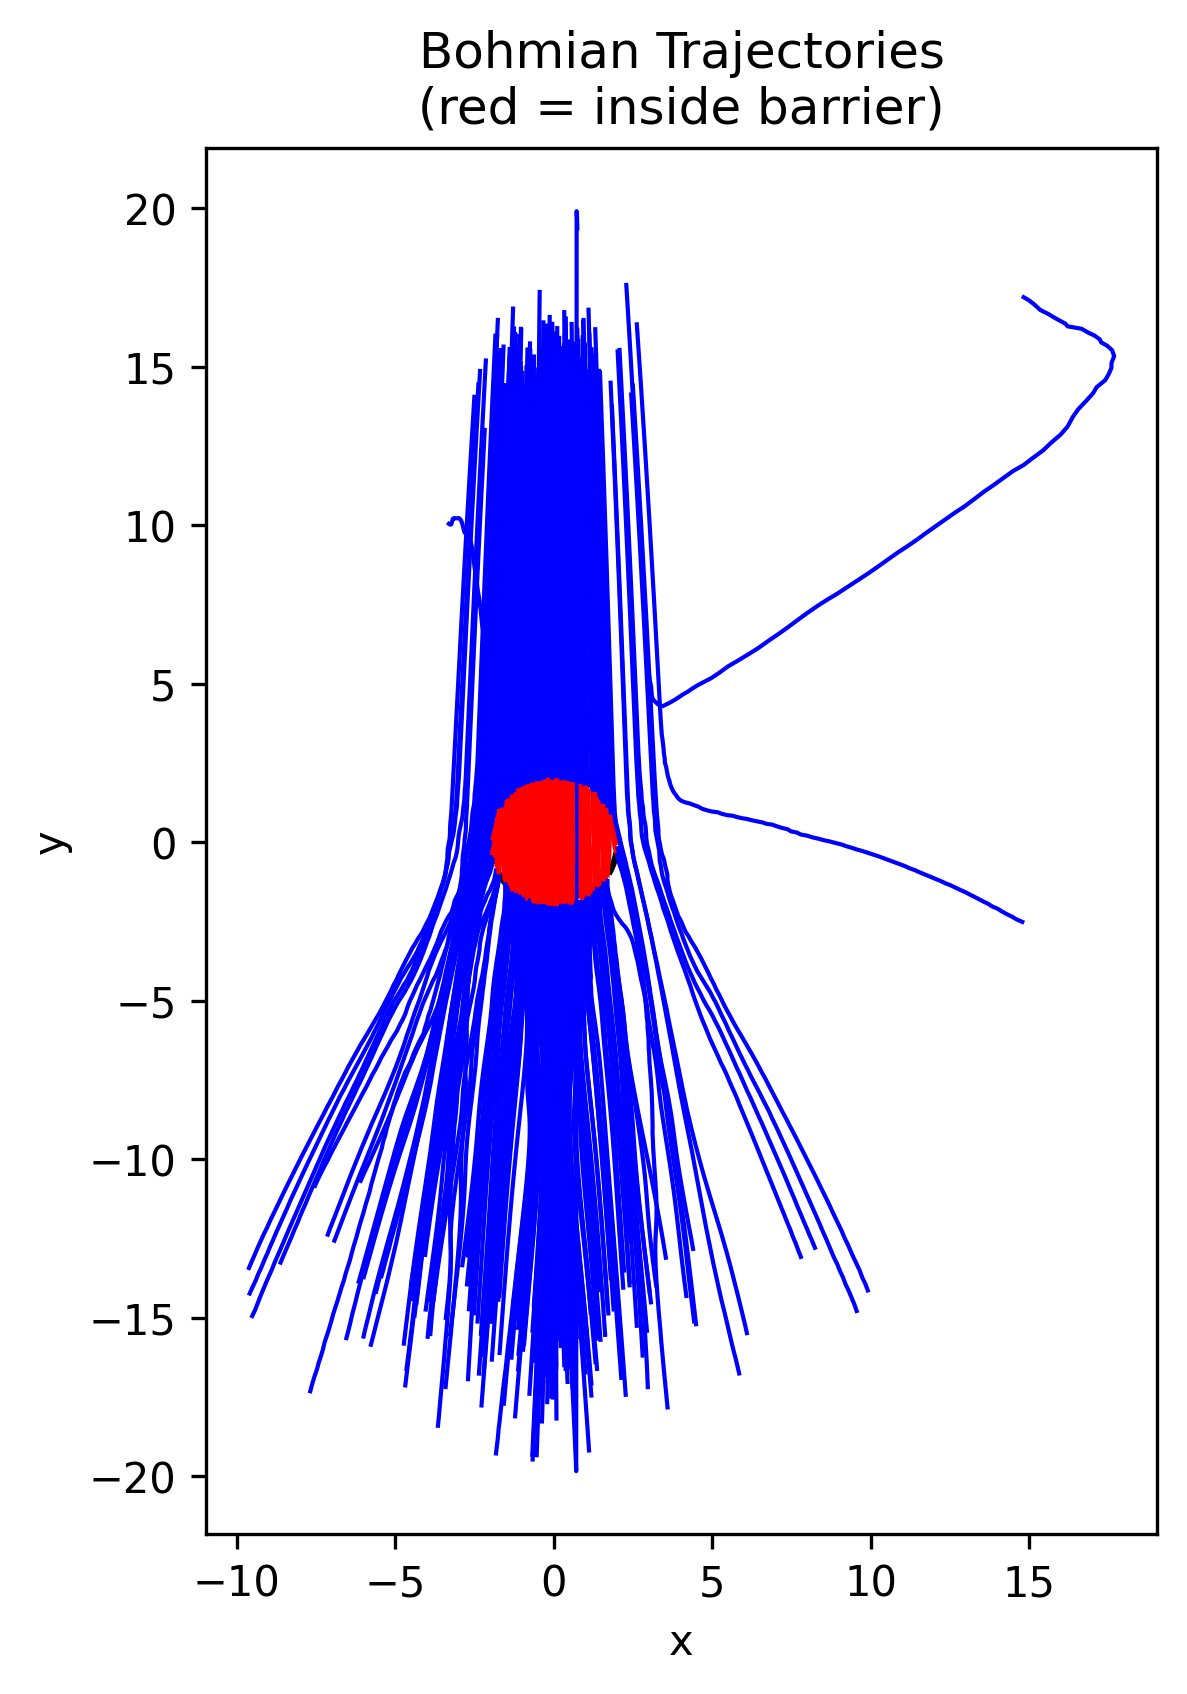 Bohmian Trajectories
(red = inside barrier)
20
15
10
5
0
−5
−10
−15
−20
y
−10 −5 0 5 10 15
x